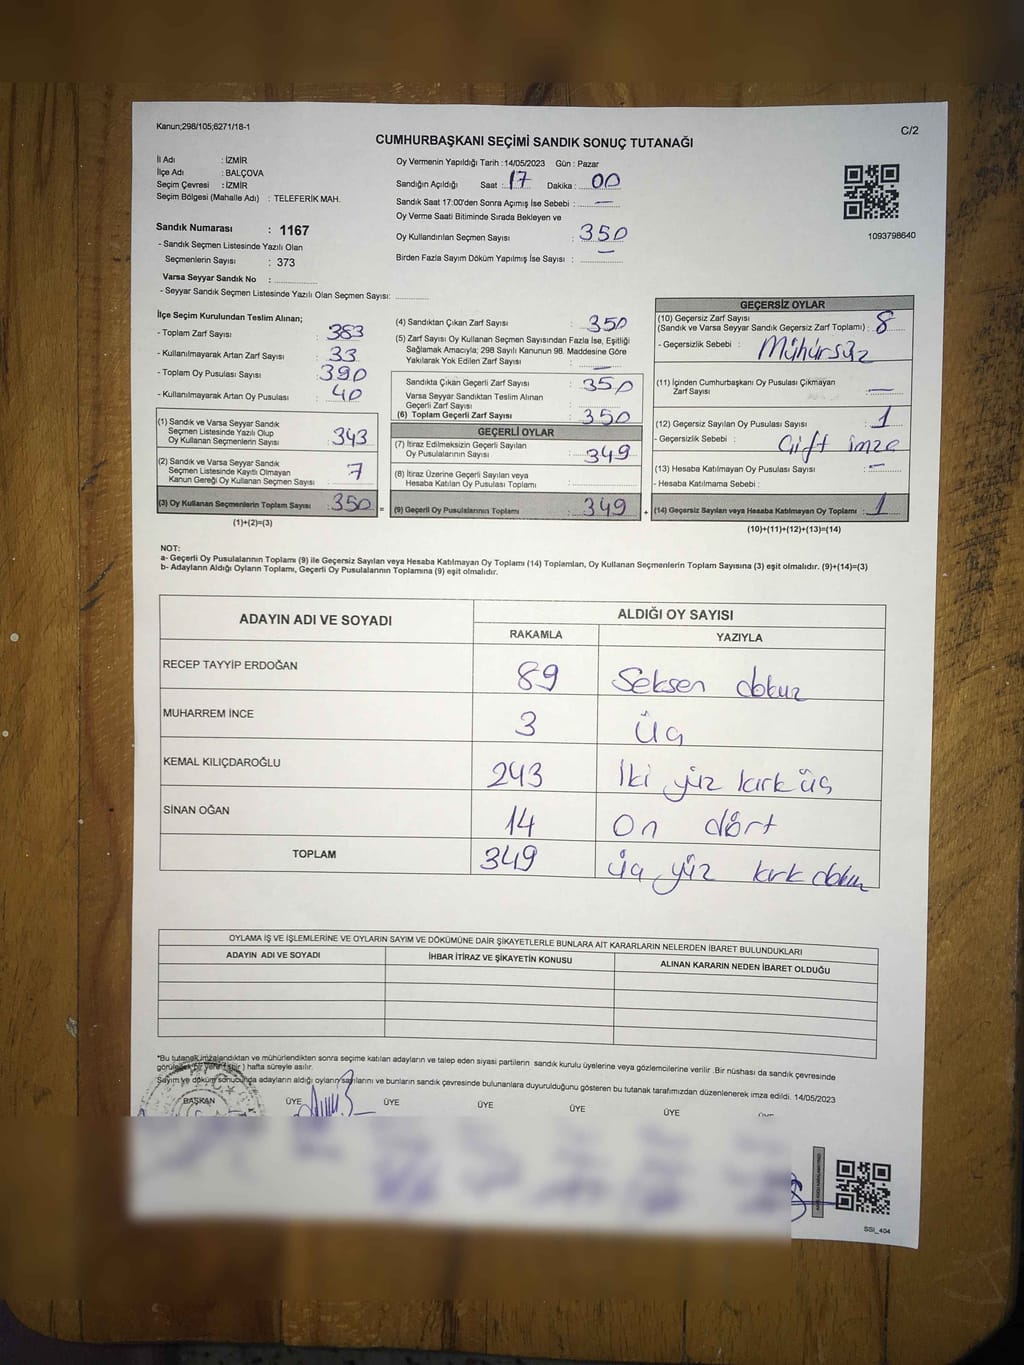 Kanun;298/105;6271/18-1
C/2
CUMHURBAŞKANI SEÇİMİ SANDIK SONUÇ TUTANAĞI
İl Adı : İZMİR
İlçe Adı : BALÇOVA
Seçim Çevresi : İZMİR
Seçim Bölgesi (Mahalle Adı) : TELEFERİK MAH.
Sandık Numarası : 1167
- Sandık Seçmen Listesinde Yazılı Olan
Seçmenlerin Sayısı : 373
Varsa Seyyar Sandık No :
- Seyyar Sandık Seçmen Listesinde Yazılı Olan Seçmen Sayısı:
Oy Vermenin Yapıldığı Tarih : 14/05/2023 Gün : Pazar
Sandığın Açıldığı Saat : 17 Dakika : 00
Sandık Saat 17:00'den Sonra Açımış İse Sebebi : —
Oy Verme Saati Bitiminde Sırada Bekleyen ve
Oy Kullandırılan Seçmen Sayısı : 350
Birden Fazla Sayım Döküm Yapılmış İse Sayısı : —
1093798640
İlçe Seçim Kurulundan Teslim Alınan;
- Toplam Zarf Sayısı : 383
- Kullanılmayarak Artan Zarf Sayısı : 33
- Toplam Oy Pusulası Sayısı : 390
- Kullanılmayarak Artan Oy Pusulası : 40
(1) Sandık ve Varsa Seyyar Sandık
Seçmen Listesinde Yazılı Olup
Oy Kullanan Seçmenlerin Sayısı : 343
(2) Sandık ve Varsa Seyyar Sandık
Seçmen Listesinde Kayıtlı Olmayan
Kanun Gereği Oy Kullanan Seçmen Sayısı : 7
(3) Oy Kullanan Seçmenlerin Toplam Sayısı : 350 =
(1)+(2)=(3)
(4) Sandıktan Çıkan Zarf Sayısı : 350
(5) Zarf Sayısı Oy Kullanan Seçmen Sayısından Fazla İse, Eşitliği
Sağlamak Amacıyla; 298 Sayılı Kanunun 98. Maddesine Göre
Yakılarak Yok Edilen Zarf Sayısı : —
Sandıkta Çıkan Geçerli Zarf Sayısı : 350
Varsa Seyyar Sandıktan Teslim Alınan
Geçerli Zarf Sayısı :
(6) Toplam Geçerli Zarf Sayısı : 350
GEÇERLİ OYLAR
(7) İtiraz Edilmeksizin Geçerli Sayılan
Oy Pusulalarının Sayısı : 349
(8) İtiraz Üzerine Geçerli Sayılan veya
Hesaba Katılan Oy Pusulası Toplamı :
(9) Geçerli Oy Pusulalarının Toplamı : 349 +
GEÇERSİZ OYLAR
(10) Geçersiz Zarf Sayısı
(Sandık ve Varsa Seyyar Sandık Geçersiz Zarf Toplamı) : 8
- Geçersizlik Sebebi : Mühürsüz
(11) İçinden Cumhurbaşkanı Oy Pusulası Çıkmayan
Zarf Sayısı : —
(12) Geçersiz Sayılan Oy Pusulası Sayısı : 1
- Geçersizlik Sebebi : Çift imza
(13) Hesaba Katılmayan Oy Pusulası Sayısı : —
- Hesaba Katılmama Sebebi :
(14) Geçersiz Sayılan veya Hesaba Katılmayan Oy Toplamı : 1
(10)+(11)+(12)+(13)=(14)
NOT:
a- Geçerli Oy Pusulalarının Toplamı (9) ile Geçersiz Sayılan veya Hesaba Katılmayan Oy Toplamı (14) Toplamları, Oy Kullanan Seçmenlerin Toplam Sayısına (3) eşit olmalıdır. (9)+(14)=(3)
b- Adayların Aldığı Oyların Toplamı, Geçerli Oy Pusulalarının Toplamına (9) eşit olmalıdır.
ADAYIN ADI VE SOYADI ALDIĞI OY SAYISI
RAKAMLA YAZIYLA
RECEP TAYYİP ERDOĞAN 89 Seksen dokuz
MUHARREM İNCE 3 Üç
KEMAL KILIÇDAROĞLU 243 İki yüz kırk üç
SİNAN OĞAN 14 On dört
TOPLAM 349 üç yüz kırk dokuz
OYLAMA İŞ VE İŞLEMLERİNE VE OYLARIN SAYIM VE DÖKÜMÜNE DAİR ŞİKAYETLERLE BUNLARA AİT KARARLARIN NELERDEN İBARET BULUNDUKLARI
ADAYIN ADI VE SOYADI İHBAR İTİRAZ VE ŞİKAYETİN KONUSU ALINAN KARARIN NEDEN İBARET OLDUĞU
*Bu tutanak imzalandıktan ve mühürlendikten sonra seçime katılan adayların ve talep eden siyasi partilerin sandık kurulu üyelerine veya gözlemcilerine verilir .Bir nüshası da sandık çevresinde
görülecek bir yere 1 (bir ) hafta süreyle asılır.
Sayım ve döküm sonucunda adayların aldığı oyların sayılarını ve bunların sandık çevresinde bulunanlara duyurulduğunu gösteren bu tutanak tarafımızdan düzenlenerek imza edildi. 14/05/2023
BAŞKAN ÜYE ÜYE ÜYE ÜYE ÜYE
SSI_404